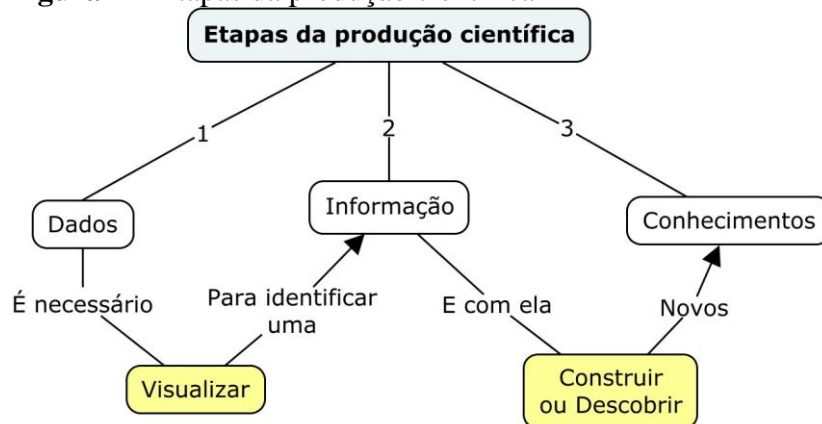 Etapas da produção científica
1
2
3
Dados
Informação
Conhecimentos
É necessário
Para identificar
uma
E com ela
Novos
Visualizar
Construir
ou Descobrir